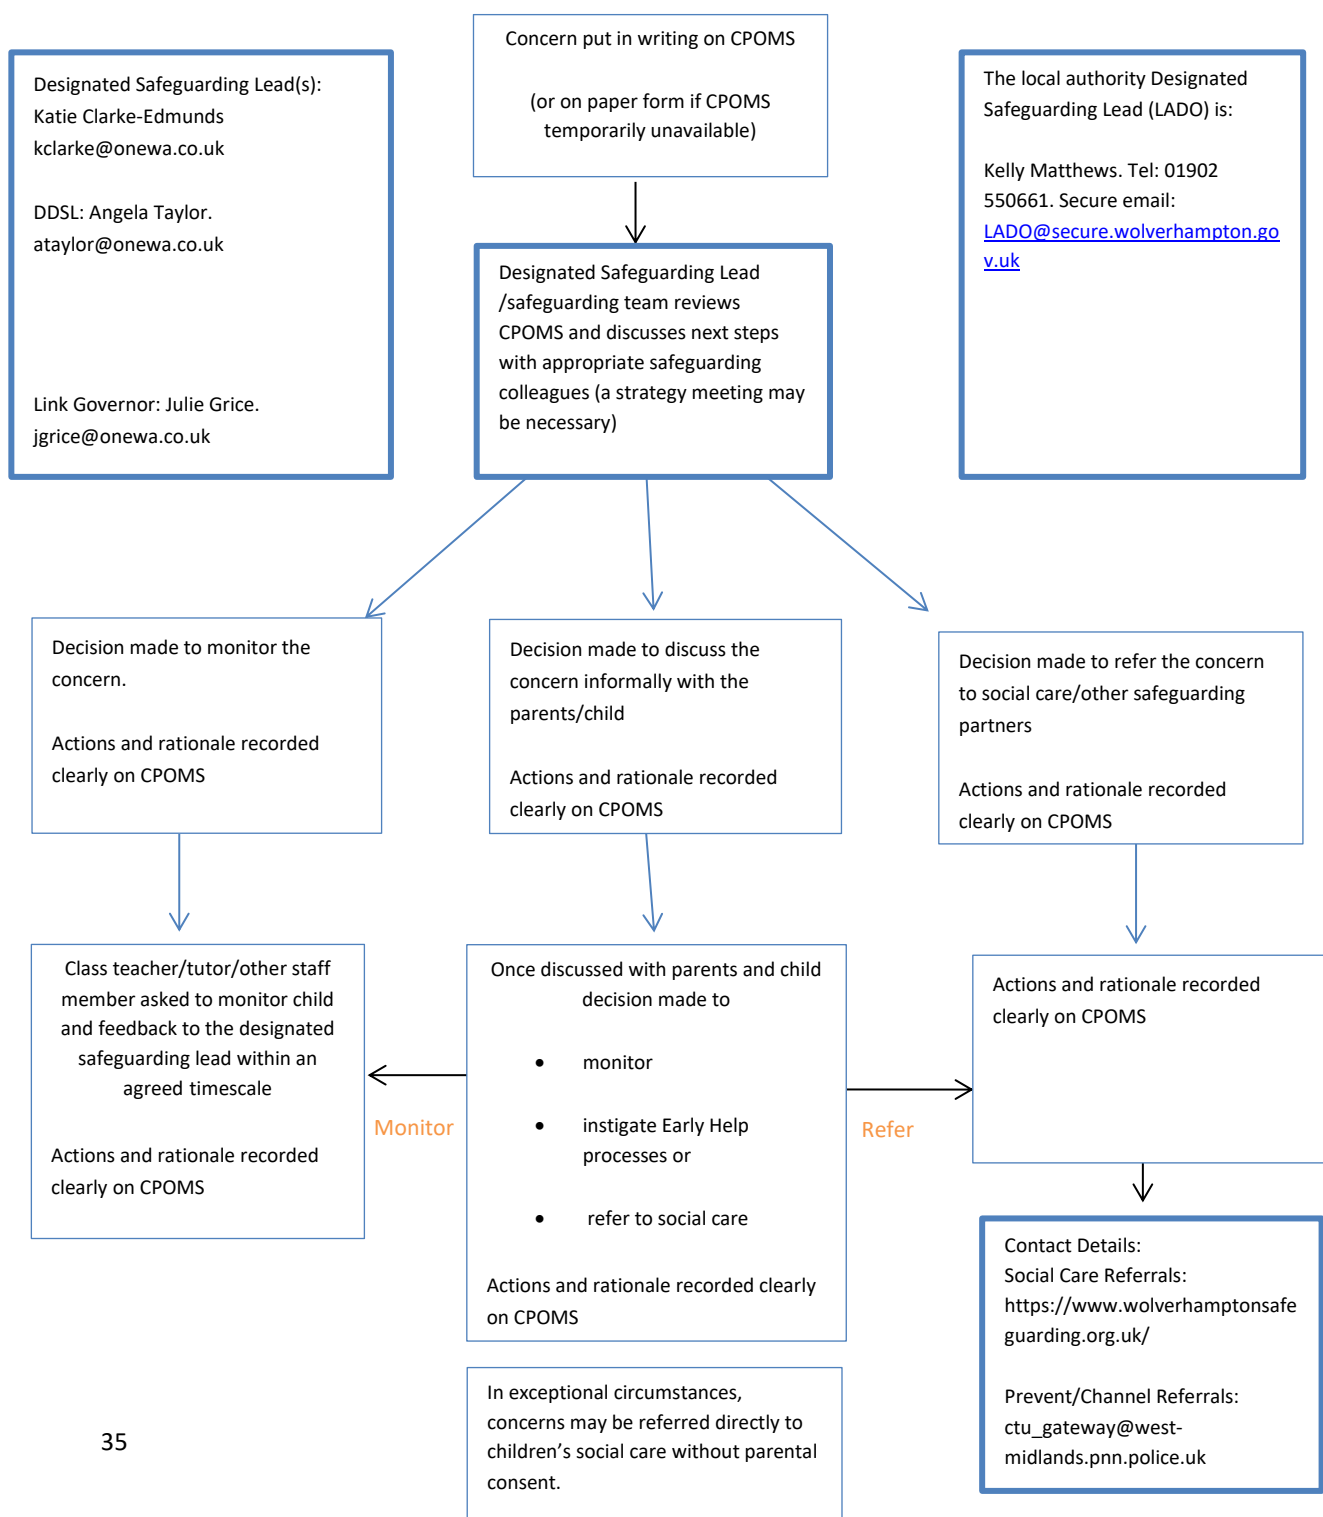 Concern put in writing on CPOMS
(or on paper form if CPOMS
temporarily unavailable)
Designated Safeguarding Lead(s):
Katie Clarke-Edmunds
kclarke@onewa.co.uk
DDSL: Angela Taylor.
ataylor@onewa.co.uk
Link Governor: Julie Grice.
jgrice@onewa.co.uk
The local authority Designated
Safeguarding Lead (LADO) is:
Kelly Matthews. Tel: 01902
550661. Secure email:
LADO@secure.wolverhampton.go
v.uk
Designated Safeguarding Lead
/safeguarding team reviews
CPOMS and discusses next steps
with appropriate safeguarding
colleagues (a strategy meeting may
be necessary)
Decision made to monitor the
concern.
Actions and rationale recorded
clearly on CPOMS
Decision made to discuss the
concern informally with the
parents/child
Actions and rationale recorded
clearly on CPOMS
Decision made to refer the concern
to social care/other safeguarding
partners
Actions and rationale recorded
clearly on CPOMS
Class teacher/tutor/other staff
member asked to monitor child
and feedback to the designated
safeguarding lead within an
agreed timescale
Actions and rationale recorded
clearly on CPOMS
Monitor
Once discussed with parents and child
decision made to
• monitor
• instigate Early Help
processes or
• refer to social care
Actions and rationale recorded clearly
on CPOMS
Refer
Actions and rationale recorded
clearly on CPOMS
Contact Details:
Social Care Referrals:
https://www.wolverhamptonsafe
guarding.org.uk/
Prevent/Channel Referrals:
ctu_gateway@west-
midlands.pnn.police.uk
In exceptional circumstances,
concerns may be referred directly to
children’s social care without parental
consent.
35